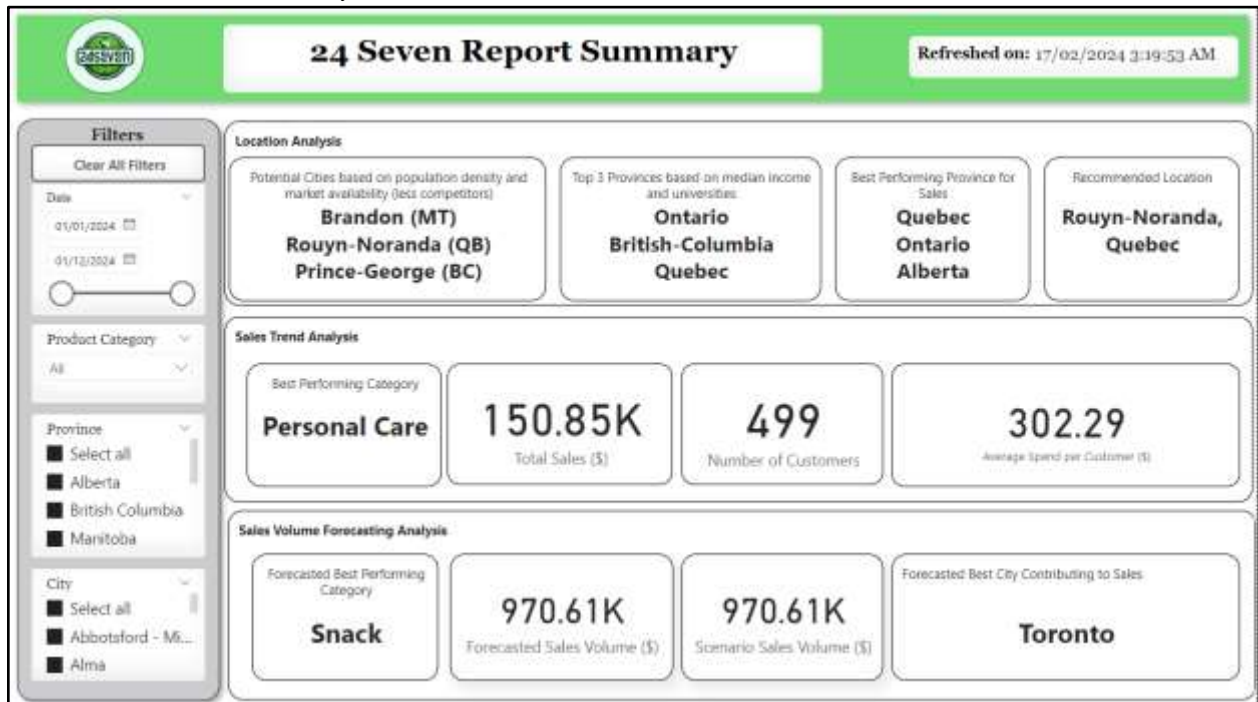 24SEVEN
24 Seven Report Summary
Refreshed on: 17/02/2024 3:19:53 AM
Filters
Clear All Filters
Date
01/01/2024
01/12/2024
Product Category
All
Province
Select all
Alberta
British Columbia
Manitoba
City
Select all
Abbotsford - Mi...
Alma
Location Analysis
Potential Cities based on population density and
market availability (less competitors)
Brandon (MT)
Rouyn-Noranda (QB)
Prince-George (BC)
Top 3 Provinces based on median income
and universities
Ontario
British-Columbia
Quebec
Best Performing Province for
Sales
Quebec
Ontario
Alberta
Recommended Location
Rouyn-Noranda,
Quebec
Sales Trend Analysis
Best Performing Category
Personal Care
150.85K
Total Sales ($)
499
Number of Customers
302.29
Average Spend per Customer ($)
Sales Volume Forecasting Analysis
Forecasted Best Performing
Category
Snack
970.61K
Forecasted Sales Volume ($)
970.61K
Scenario Sales Volume ($)
Forecasted Best City Contributing to Sales
Toronto